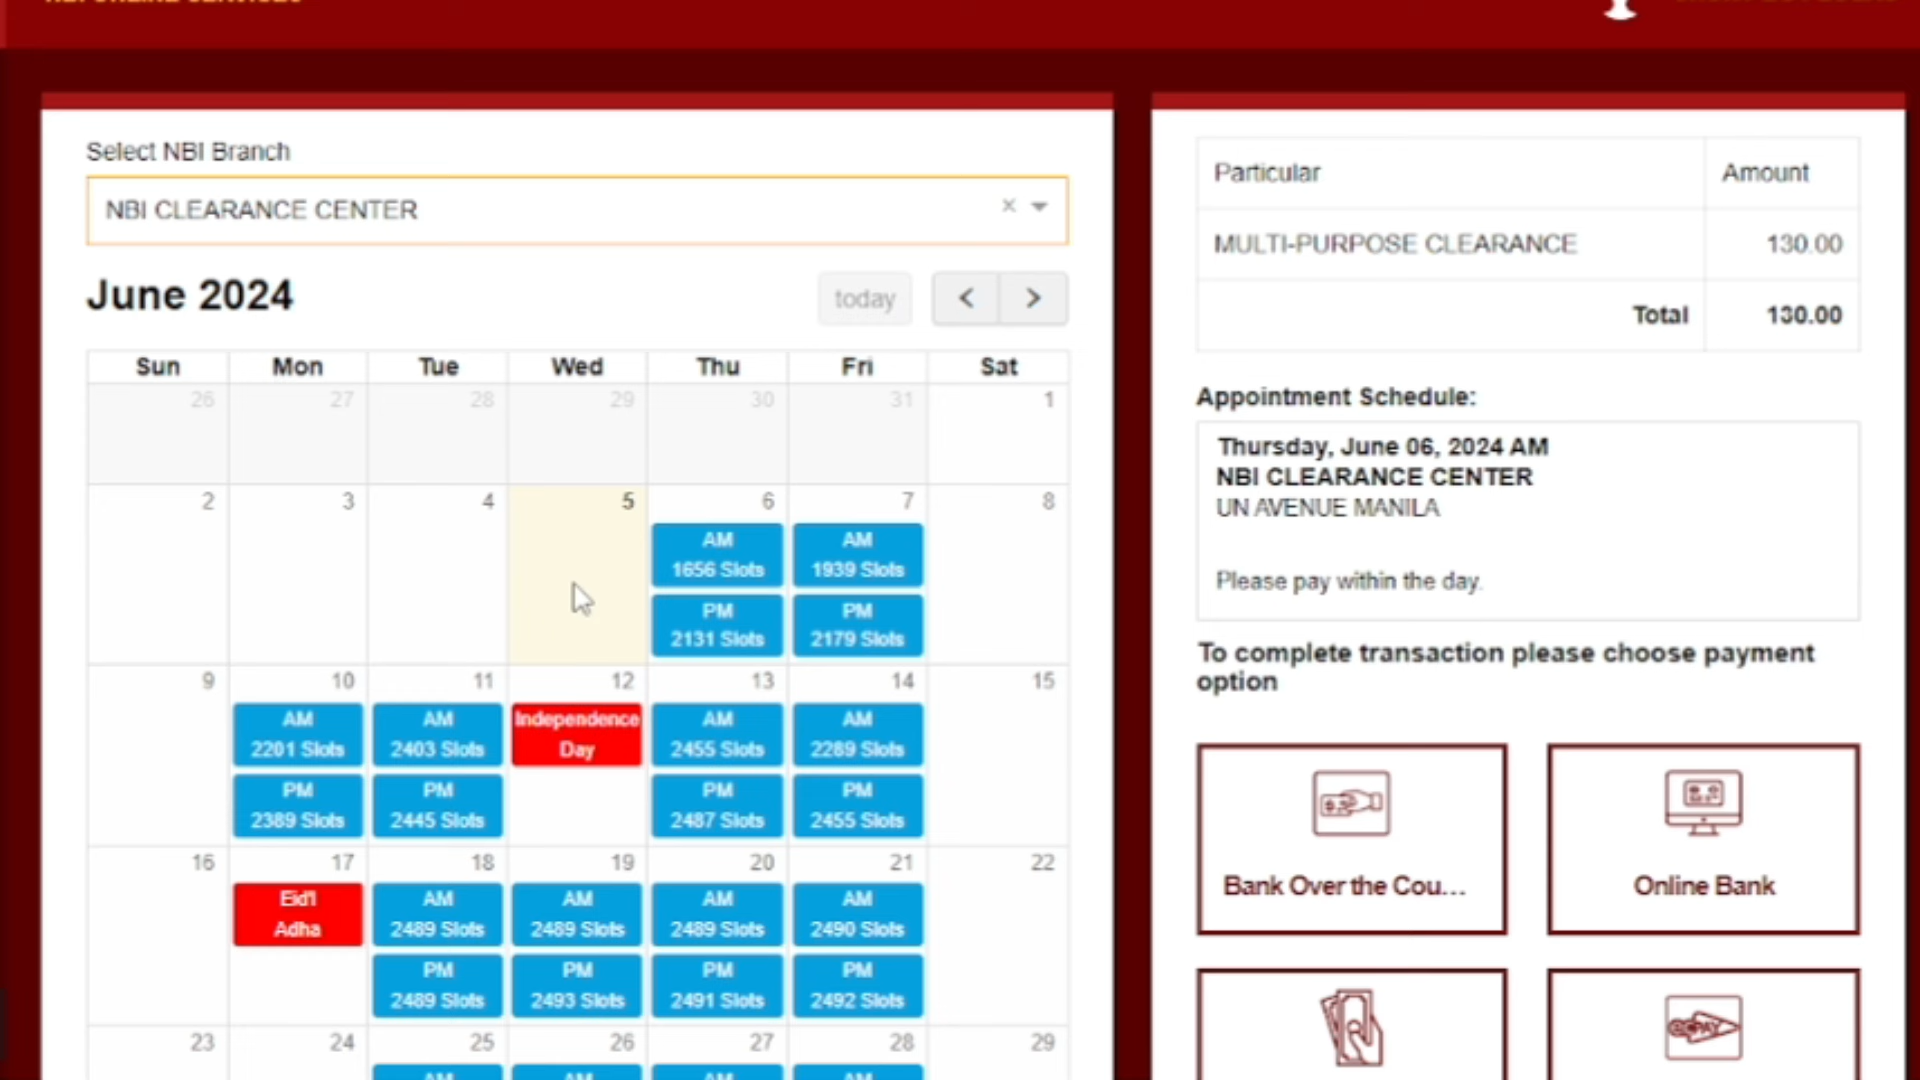 Select NBI Branch
NBI CLEARANCE CENTER
June 2024
today
Sun Mon Tue Wed Thu Fri Sat
26 27 28 29 30 31 1
2 3 4 5 6 7 8
AM AM
1656 Slots 1939 Slots
PM PM
2131 Slots 2179 Slots
9 10 11 12 13 14 15
AM AM Independence AM AM
2201 Slots 2403 Slots Day 2455 Slots 2289 Slots
PM PM PM PM
2389 Slots 2445 Slots 2487 Slots 2455 Slots
16 17 18 19 20 21 22
Eid'l AM AM AM AM
Adha 2489 Slots 2489 Slots 2489 Slots 2490 Slots
PM PM PM PM
2489 Slots 2493 Slots 2491 Slots 2492 Slots
23 24 25 26 27 28 29
AM AM AM AM
Particular Amount
MULTI-PURPOSE CLEARANCE 130.00
Total 130.00
Appointment Schedule:
Thursday, June 06, 2024 AM
NBI CLEARANCE CENTER
UN AVENUE MANILA
Please pay within the day.
To complete transaction please choose payment
option
Bank Over the Cou...
Online Bank